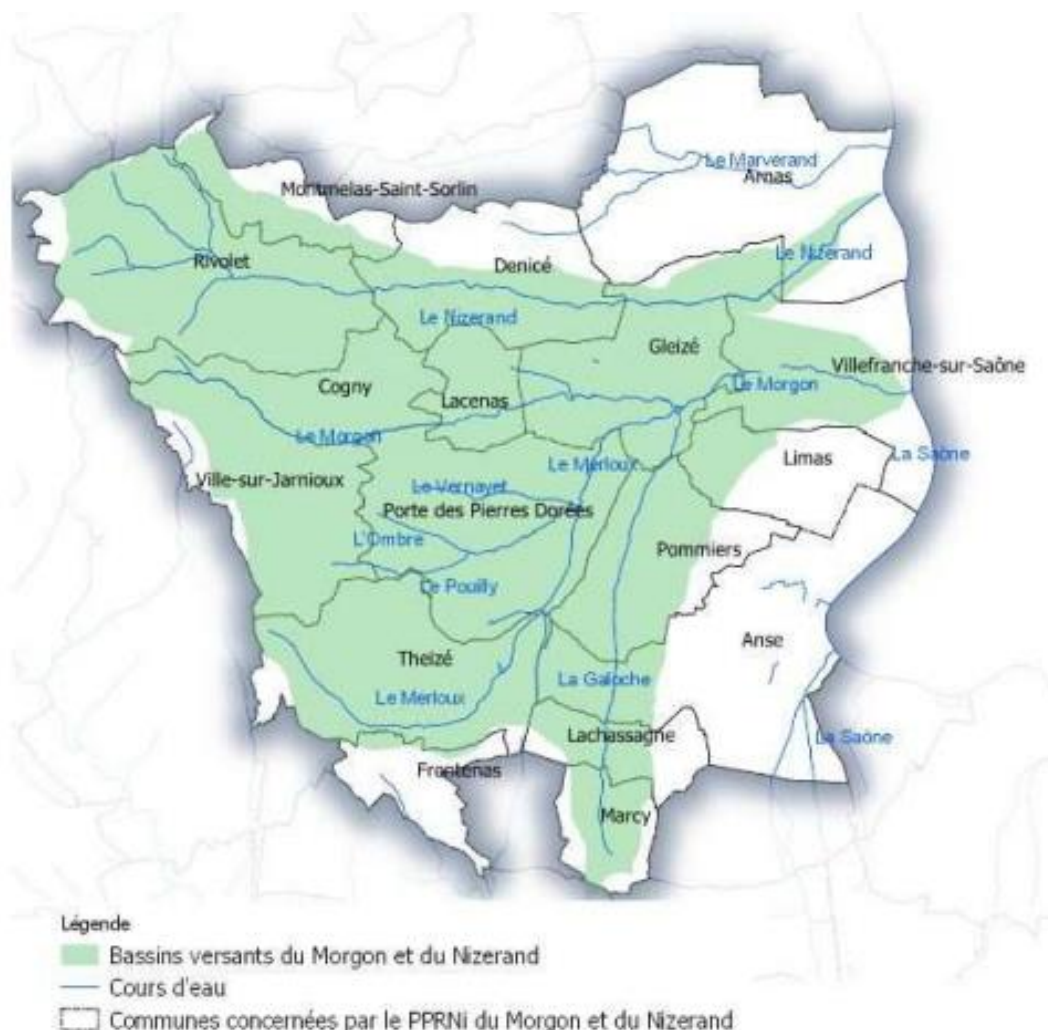 Le Marverand
Arnas
Montmelas-Saint-Sorlin
Le Nizerand
Rivolet
Denicé
Le Nizerand
Gleizé
Villefranche-sur-Saône
Cogny
Le Morgon
Lacenas
Le Morgon
La Saône
Limas
Le Merloux
Ville-sur-Jarnioux
Le Vernayet
Porte des Pierres Dorées
L'Ombre
Pommiers
Le Pouilly
Anse
Theizé
La Galoche
Le Merloux
Lachassagne
La Saône
Frontenas
Marcy
Légende
Bassins versants du Morgon et du Nizerand
Cours d'eau
Communes concernées par le PPRNi du Morgon et du Nizerand